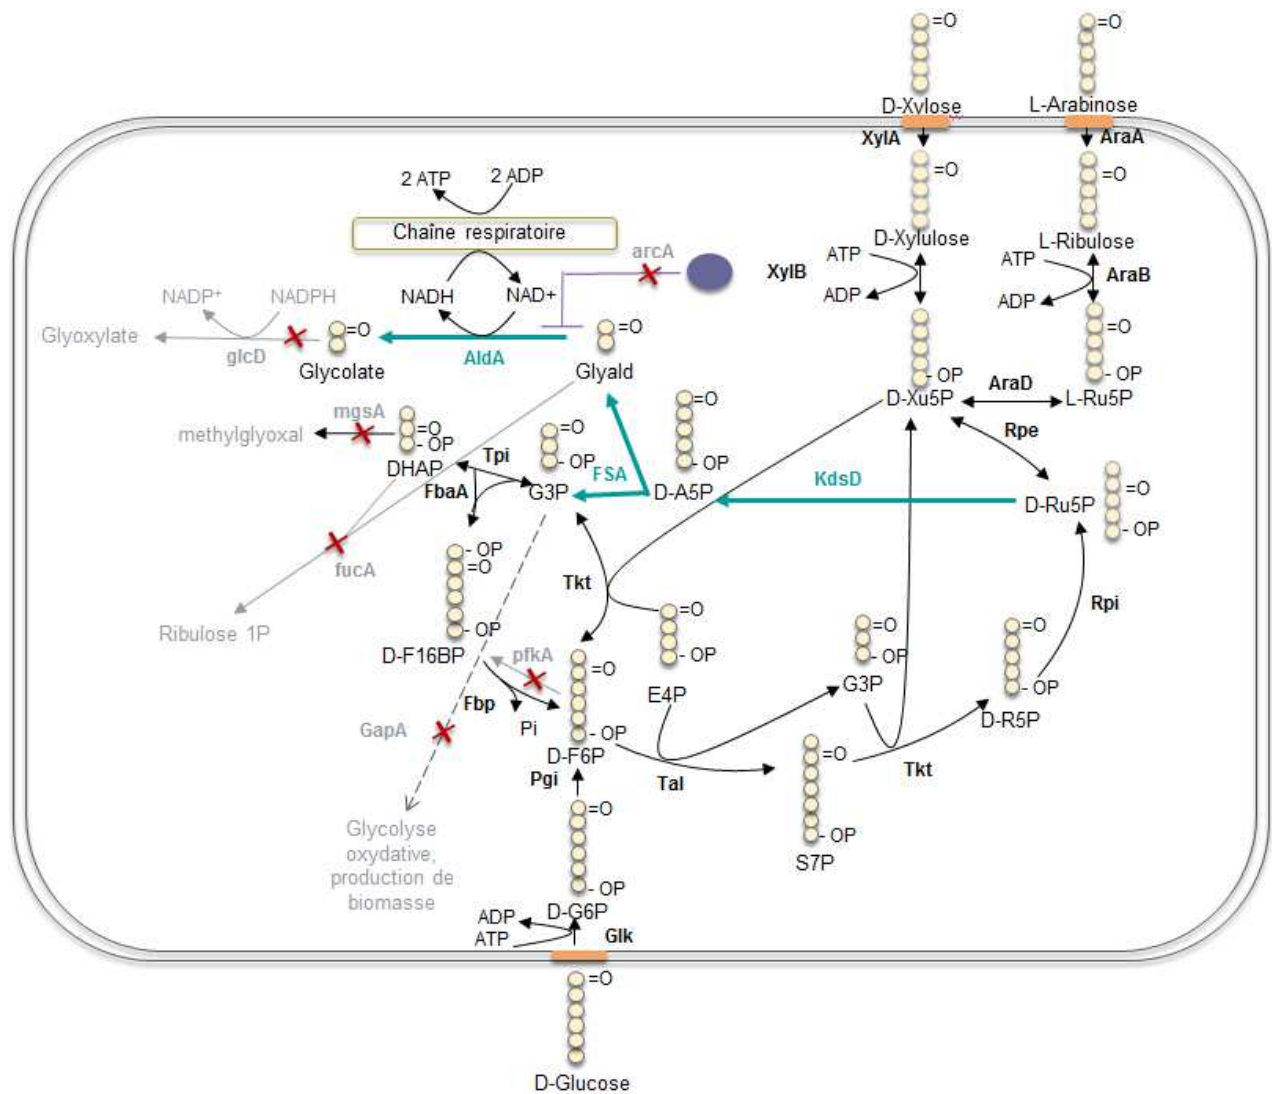 =O
=O
D-Xylose
L-Arabinose
XylA
AraA
=O
=O
D-Xylulose
L-Ribulose
2 ATP
2 ADP
Chaîne respiratoire
arcA
ATP
XylB
ADP
ATP
AraB
ADP
NADP+
NADPH
NADH
NAD+
Glyoxylate
glcD
=O
Glycolate
AldA
=O
Glyald
=O
- OP
D-Xu5P
AraD
=O
- OP
L-Ru5P
mgsA
methylglyoxal
=O
- OP
DHAP
Tpi
FbaA
=O
- OP
G3P
FSA
=O
- OP
D-A5P
KdsD
Rpe
D-Ru5P
=O
- OP
fucA
Ribulose 1P
- OP
=O
- OP
D-F16BP
Tkt
=O
- OP
E4P
Rpi
=O
- OP
G3P
=O
- OP
D-R5P
pfkA
Fbp
Pi
GapA
=O
- OP
D-F6P
Pgi
Tal
=O
- OP
S7P
Tkt
Glycolyse
oxydative,
production de
biomasse
=O
- OP
D-G6P
ADP
ATP
Glk
=O
D-Glucose